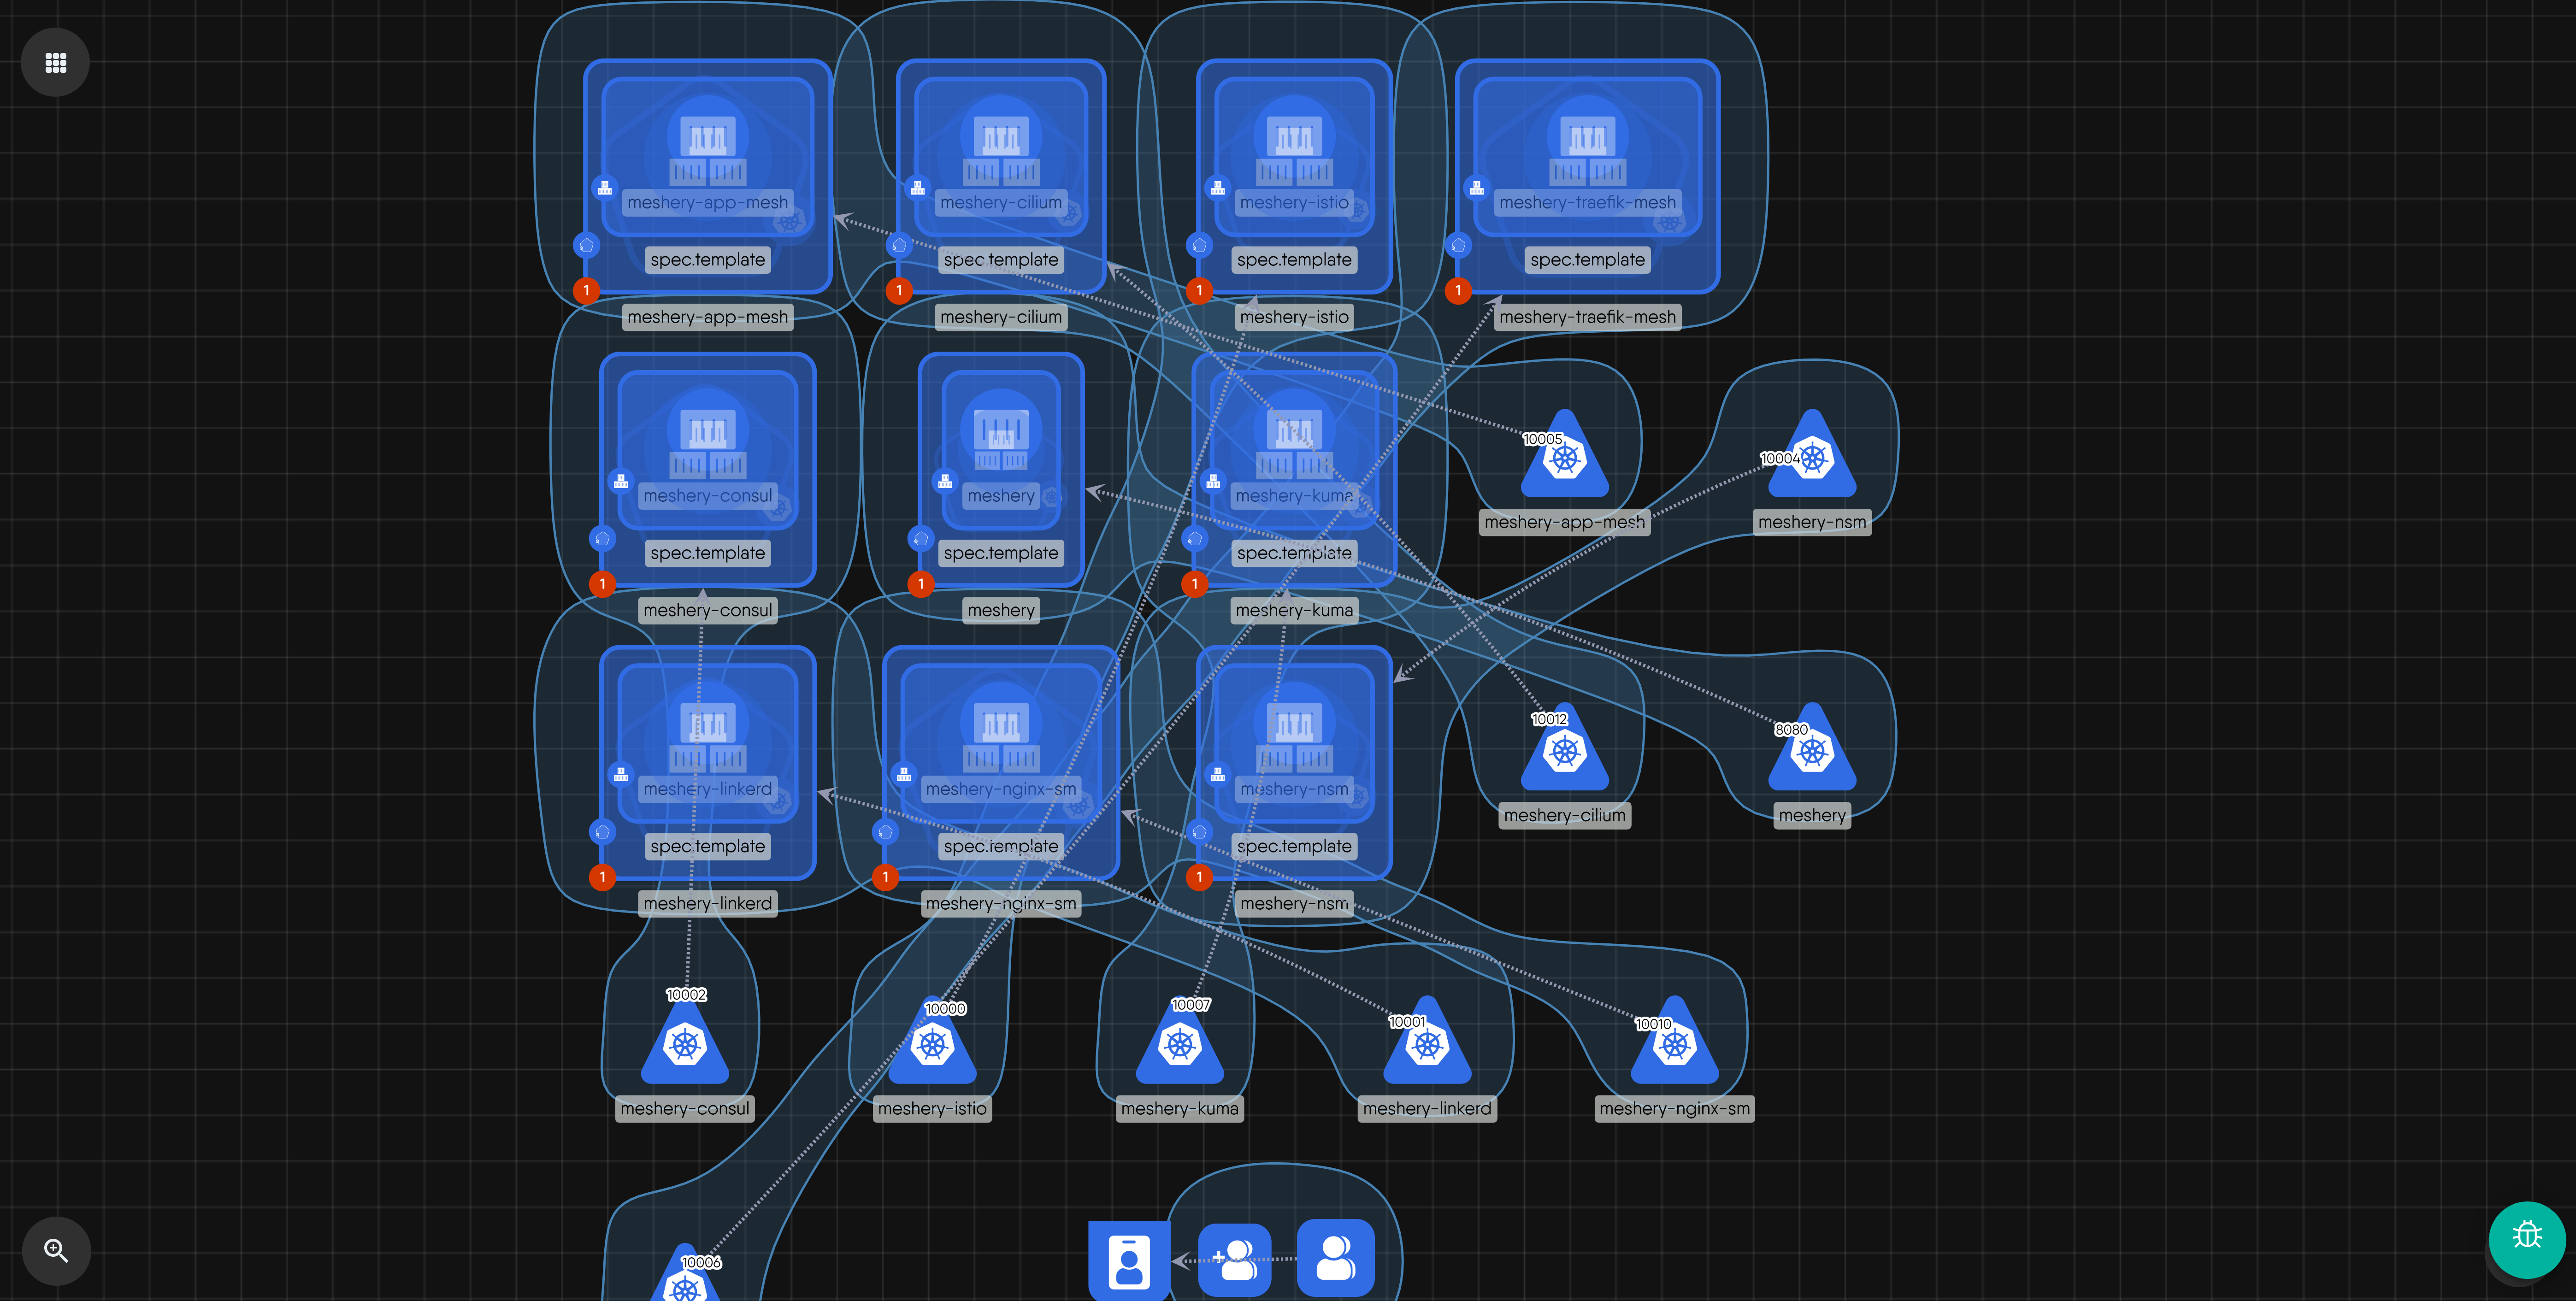 meshery-app-mesh
meshery-cilium
meshery-istio
meshery-traefik-mesh
spec.template
spec.template
spec.template
spec.template
1
1
1
1
meshery-app-mesh
meshery-cilium
meshery-istio
meshery-traefik-mesh
10005
10004
meshery-consul
meshery
meshery-kuma
meshery-app-mesh
meshery-nsm
spec.template
spec.template
spec.template
1
1
1
meshery-consul
meshery
meshery-kuma
10012
8080
meshery-linkerd
meshery-nginx-sm
meshery-nsm
meshery-cilium
meshery
spec.template
spec.template
spec.template
1
1
1
meshery-linkerd
meshery-nginx-sm
meshery-nsm
10002
10000
10007
10001
10010
meshery-consul
meshery-istio
meshery-kuma
meshery-linkerd
meshery-nginx-sm
10006